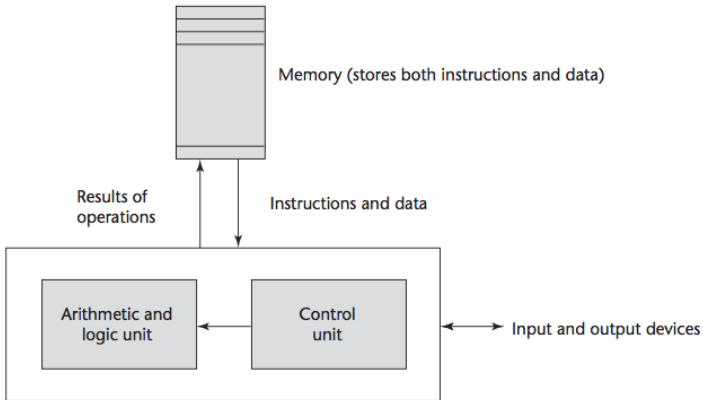 Memory (stores both instructions and data)
Results of
operations
Instructions and data
Arithmetic and
logic unit
Control
unit
Input and output devices